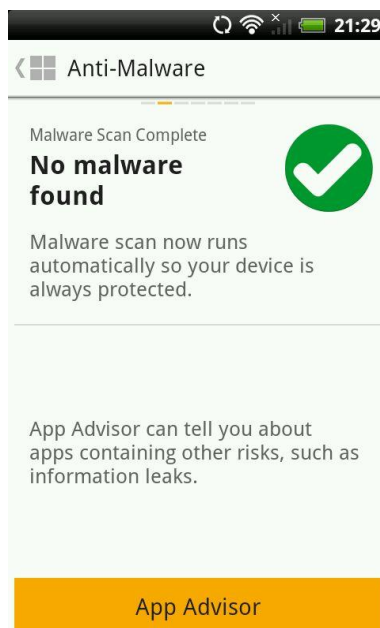 21:29
Anti-Malware
Malware Scan Complete
No malware
found
Malware scan now runs
automatically so your device is
always protected.
App Advisor can tell you about
apps containing other risks, such as
information leaks.
App Advisor